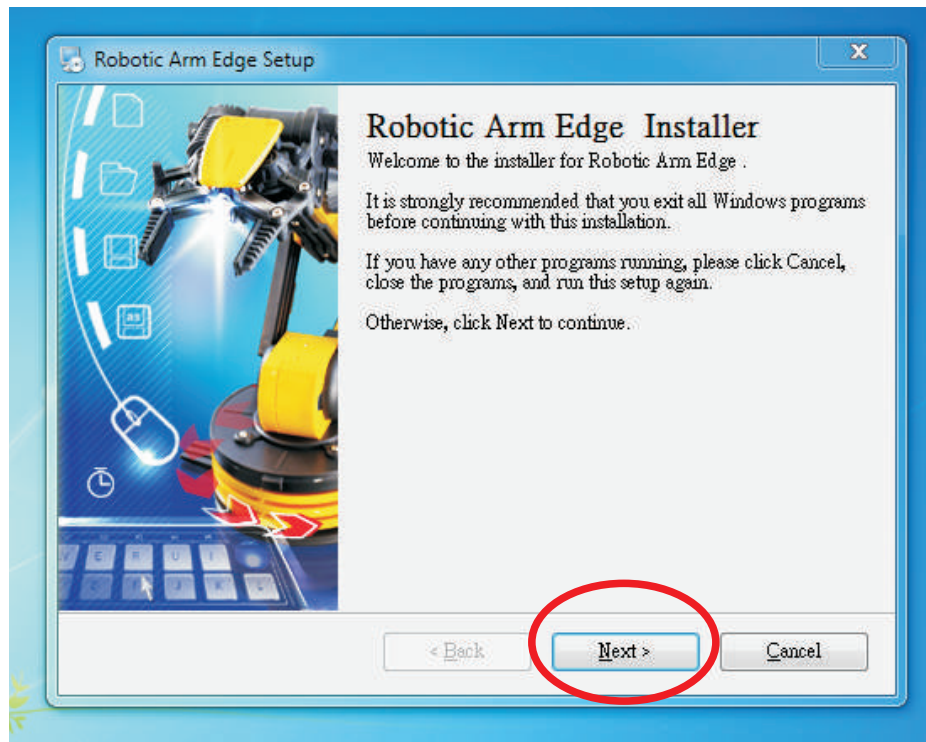 Robotic Arm Edge Setup
Robotic Arm Edge Installer
Welcome to the installer for Robotic Arm Edge .
It is strongly recommended that you exit all Windows programs
before continuing with this installation.
If you have any other programs running, please click Cancel,
close the programs, and run this setup again.
Otherwise, click Next to continue.
< Back
Next >
Cancel